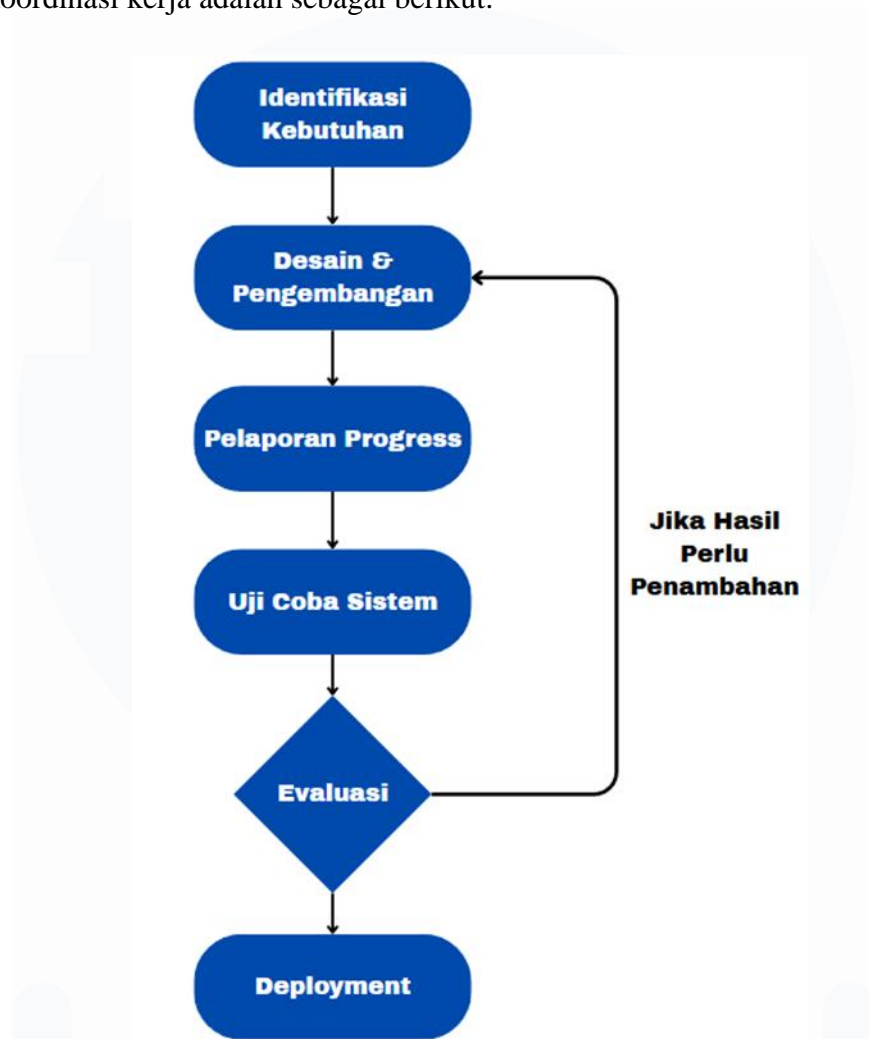 oordinasi kerja adalah sebagai berikut:
Identifikasi
Kebutuhan
Desain &
Pengembangan
Pelaporan Progress
Uji Coba Sistem
Jika Hasil
Perlu
Penambahan
Evaluasi
Deployment